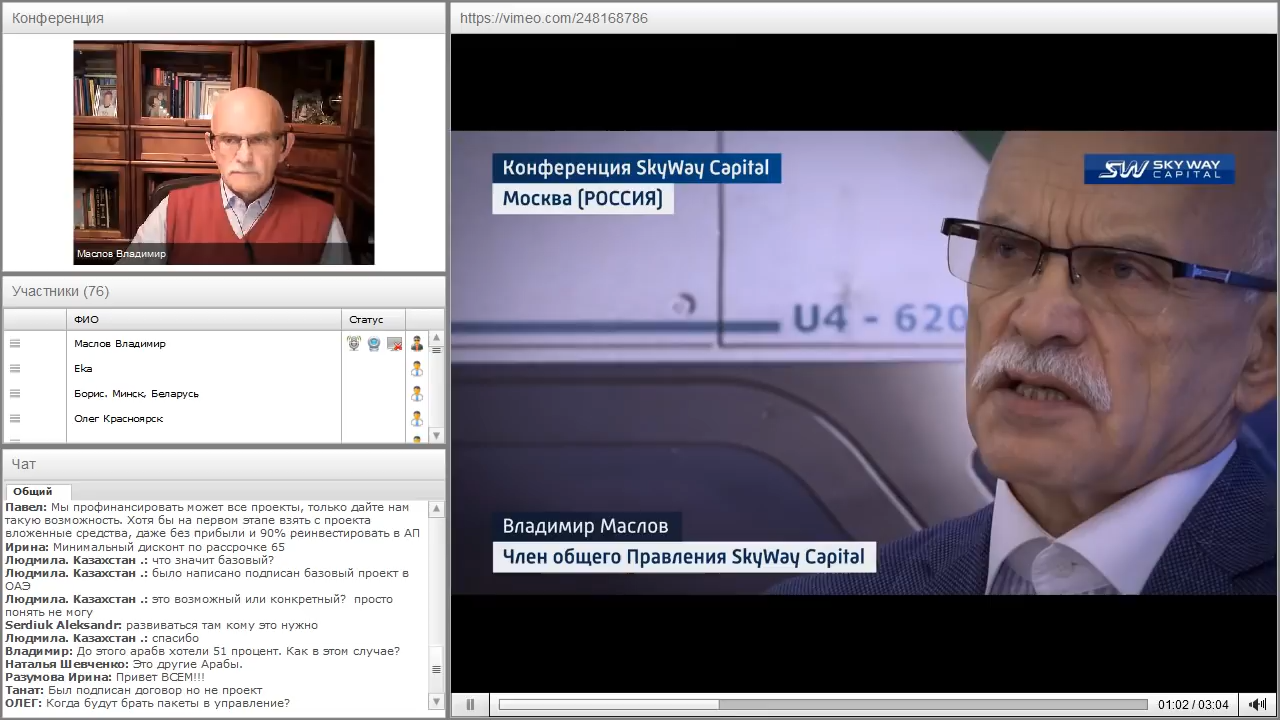 Конференция
Маслов Владимир
Участники (76)
ФИО
Статус
Маслов Владимир
Eka
Борис. Минск, Беларусь
Олег Красноярск
Чат
Общий
Павел: Мы профинансировать может все проекты, только дайте нам
такую возможность. Хотя бы на первом этапе взять с проекта
вложенные средства, даже без прибыли и 90% реинвестировать в АП
Ирина: Минимальный дисконт по рассрочке 65
Людмила. Казахстан .: что значит базовый?
Людмила. Казахстан .: было написано подписан базовый проект в
ОАЭ
Людмила. Казахстан .: это возможный или конкретный?  просто
понять не могу
Serdiuk Aleksandr: развиваться там кому это нужно
Людмила. Казахстан .: спасибо
Владимир: До этого арабв хотели 51 процент. Как в этом случае?
Наталья Шевченко: Это другие Арабы.
Разумова Ирина: Привет ВСЕМ!!!
Танат: Был подписан договор но не проект
ОЛЕГ: Когда будут брать пакеты в управление?
https://vimeo.com/248168786
Конференция SkyWay Capital
Москва (РОССИЯ)
SW SKY WAY
CAPITAL
U4 - 620
Владимир Маслов
Член общего Правления SkyWay Capital
01:02 / 03:04